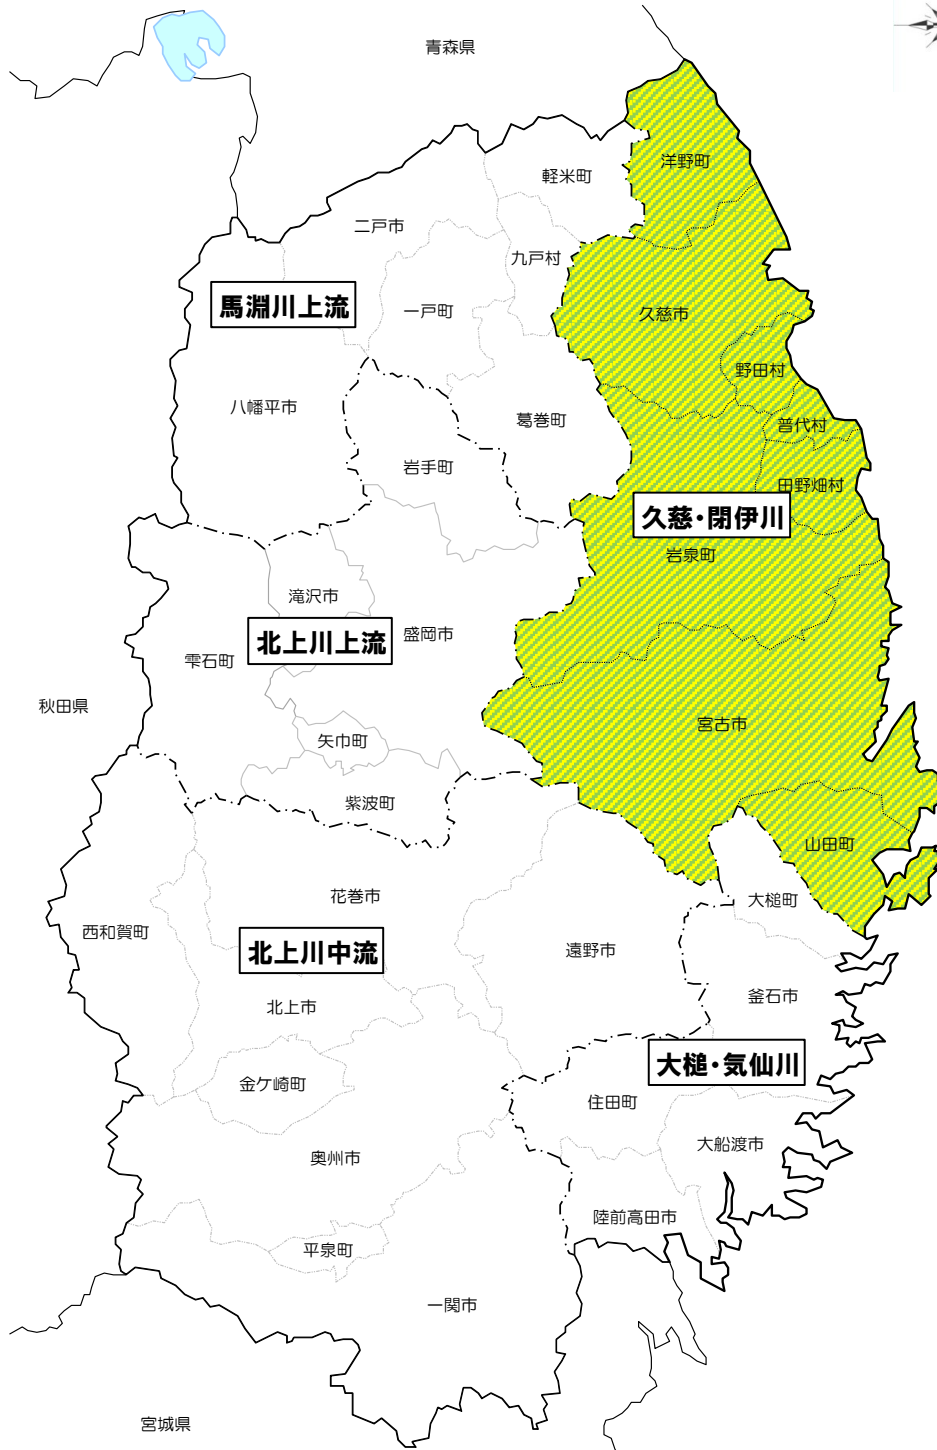 青森県
洋野町
軽米町
二戸市
九戸村
馬淵川上流
一戸町
久慈市
野田村
八幡平市
葛巻町
普代村
岩手町
田野畑村
久慈・閉伊川
岩泉町
滝沢市
盛岡市
北上川上流
雫石町
秋田県
宮古市
矢巾町
紫波町
山田町
花巻市
大槌町
西和賀町
北上川中流
遠野市
釜石市
北上市
大槌・気仙川
金ケ崎町
住田町
大船渡市
奥州市
陸前高田市
平泉町
一関市
宮城県